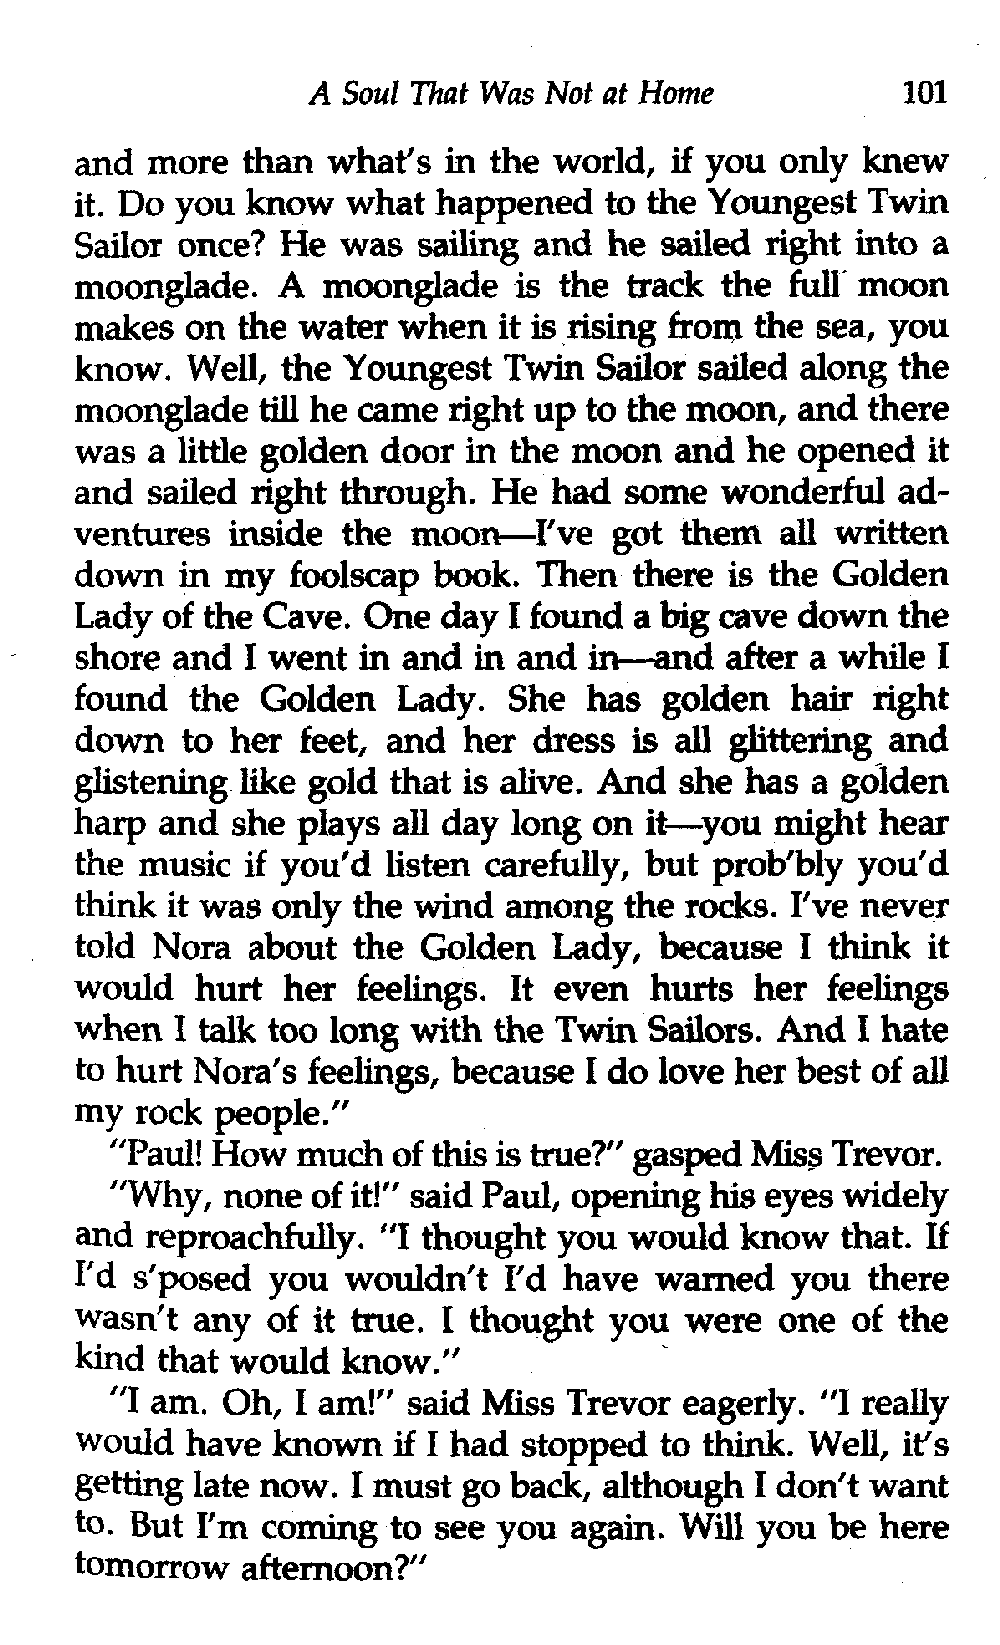 A Soul That Was Not at Home 101
and more than what's in the world, if you only knew
it. Do you know what happened to the Youngest Twin
Sailor once? He was sailing and he sailed right into a
moonglade. A moonglade is the track the full moon
makes on the water when it is rising from the sea, you
know. Well, the Youngest Twin Sailor sailed along the
moonglade till he came right up to the moon, and there
was a little golden door in the moon and he opened it
and sailed right through. He had some wonderful ad-
ventures inside the moon—I've got them all written
down in my foolscap book. Then there is the Golden
Lady of the Cave. One day I found a big cave down the
shore and I went in and in and in—and after a while I
found the Golden Lady. She has golden hair right
down to her feet, and her dress is all glittering and
glistening like gold that is alive. And she has a golden
harp and she plays all day long on it—you might hear
the music if you'd listen carefully, but prob'bly you'd
think it was only the wind among the rocks. I've never
told Nora about the Golden Lady, because I think it
would hurt her feelings. It even hurts her feelings
when I talk too long with the Twin Sailors. And I hate
to hurt Nora's feelings, because I do love her best of all
my rock people."
"Paul! How much of this is true?" gasped Miss Trevor.
"Why, none of it!" said Paul, opening his eyes widely
and reproachfully. "I thought you would know that. If
I'd s'posed you wouldn't I'd have warned you there
wasn't any of it true. I thought you were one of the
kind that would know."
"I am. Oh, I am!" said Miss Trevor eagerly. "I really
would have known if I had stopped to think. Well, it's
getting late now. I must go back, although I don't want
to. But I'm coming to see you again. Will you be here
tomorrow afternoon?"